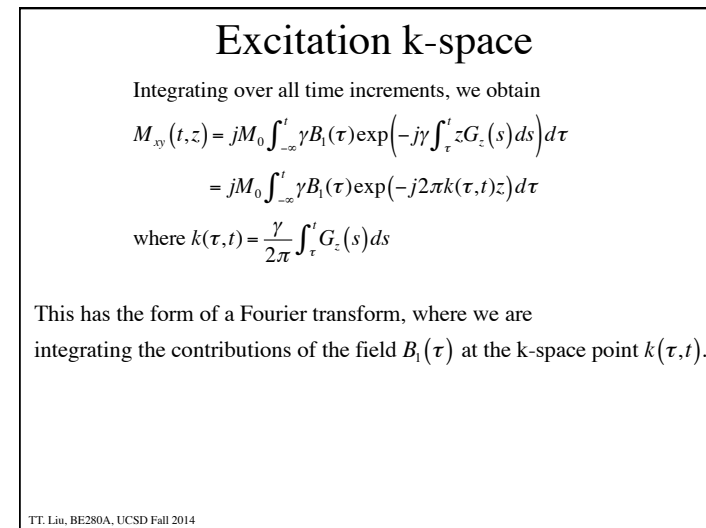 Excitation k-space
Integrating over all time increments, we obtain
M_xy(t,z) = jM_0 ∫_{-∞}^{t} γB_1(τ) exp(-jγ ∫_τ^t zG_z(s)ds) dτ
= jM_0 ∫_{-∞}^{t} γB_1(τ) exp(-j2πk(τ,t)z) dτ
where k(τ,t) = γ/2π ∫_τ^t G_z(s)ds
This has the form of a Fourier transform, where we are
integrating the contributions of the field B_1(τ) at the k-space point k(τ,t).
TT. Liu, BE280A, UCSD Fall 2014